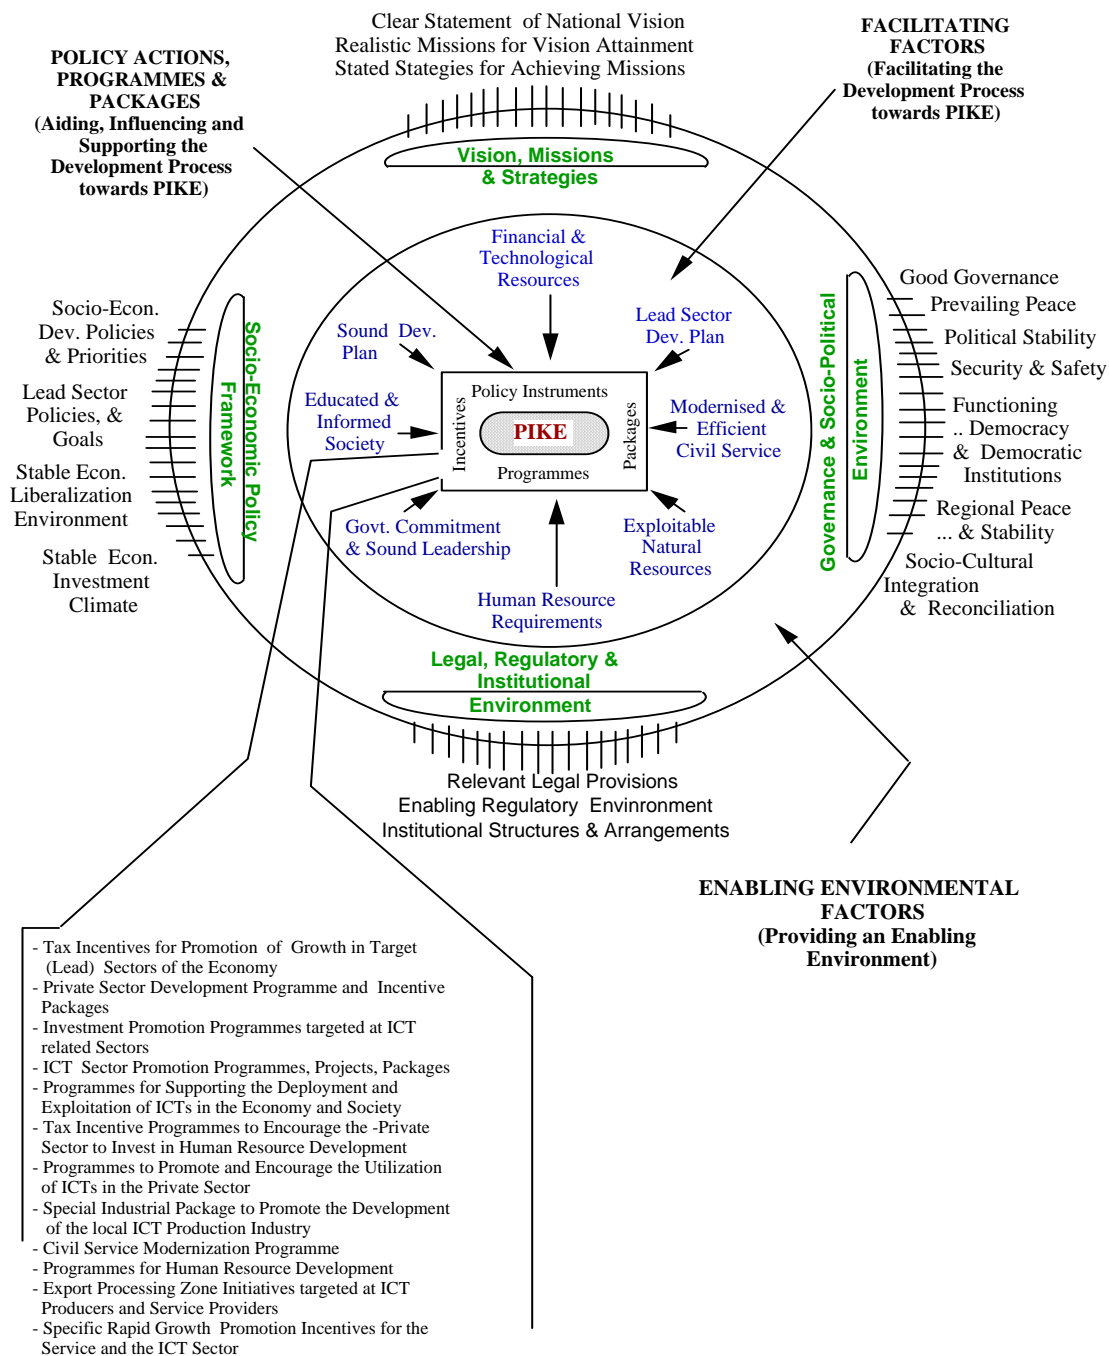 Clear Statement of National Vision
Realistic Missions for Vision Attainment
Stated Stategies for Achieving Missions
POLICY ACTIONS,
PROGRAMMES &
PACKAGES
(Aiding, Influencing and
Supporting the
Development Process
towards PIKE)
FACILITATING
FACTORS
(Facilitating the
Development Process
towards PIKE)
Vision, Missions
& Strategies
Financial &
Technological
Resources
Sound Dev.
Plan
Lead Sector
Dev. Plan
Educated &
Informed
Society
Modernised &
Efficient
Civil Service
Policy Instruments
Incentives
PIKE
Packages
Programmes
Govt. Commitment
& Sound Leadership
Exploitable
Natural
Resources
Human Resource
Requirements
Socio-Econ.
Dev. Policies
& Priorities
Lead Sector
Policies, &
Goals
Stable Econ.
Liberalization
Environment
Stable Econ.
Investment
Climate
Socio-Economic Policy
Framework
Governance & Socio-Political
Environment
Good Governance
Prevailing Peace
Political Stability
Security & Safety
Functioning
.. Democracy
& Democratic
Institutions
Regional Peace
... & Stability
Socio-Cultural
Integration
& Reconciliation
Legal, Regulatory &
Institutional
Environment
Relevant Legal Provisions
Enabling Regulatory Envinronment
Institutional Structures & Arrangements
ENABLING ENVIRONMENTAL
FACTORS
(Providing an Enabling
Environment)
- Tax Incentives for Promotion of Growth in Target
(Lead) Sectors of the Economy
- Private Sector Development Programme and Incentive
Packages
- Investment Promotion Programmes targeted at ICT
related Sectors
- ICT Sector Promotion Programmes, Projects, Packages
- Programmes for Supporting the Deployment and
Exploitation of ICTs in the Economy and Society
- Tax Incentive Programmes to Encourage the -Private
Sector to Invest in Human Resource Development
- Programmes to Promote and Encourage the Utilization
of ICTs in the Private Sector
- Special Industrial Package to Promote the Development
of the local ICT Production Industry
- Civil Service Modernization Programme
- Programmes for Human Resource Development
- Export Processing Zone Initiatives targeted at ICT
Producers and Service Providers
- Specific Rapid Growth Promotion Incentives for the
Service and the ICT Sector